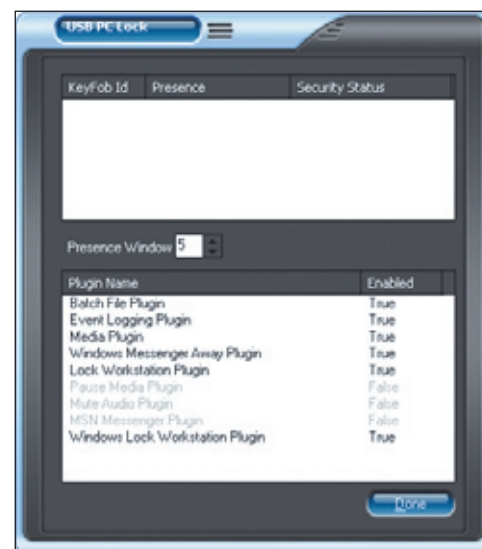 USB PC Lock
KeyFob Id Presence Security Status
Presence Window 5
Plugin Name Enabled
Batch File Plugin True
Event Logging Plugin True
Media Plugin True
Windows Messenger Away Plugin True
Lock Workstation Plugin True
Pause Media Plugin False
Mute Audio Plugin False
MSN Messenger Plugin False
Windows Lock Workstation Plugin True
Done